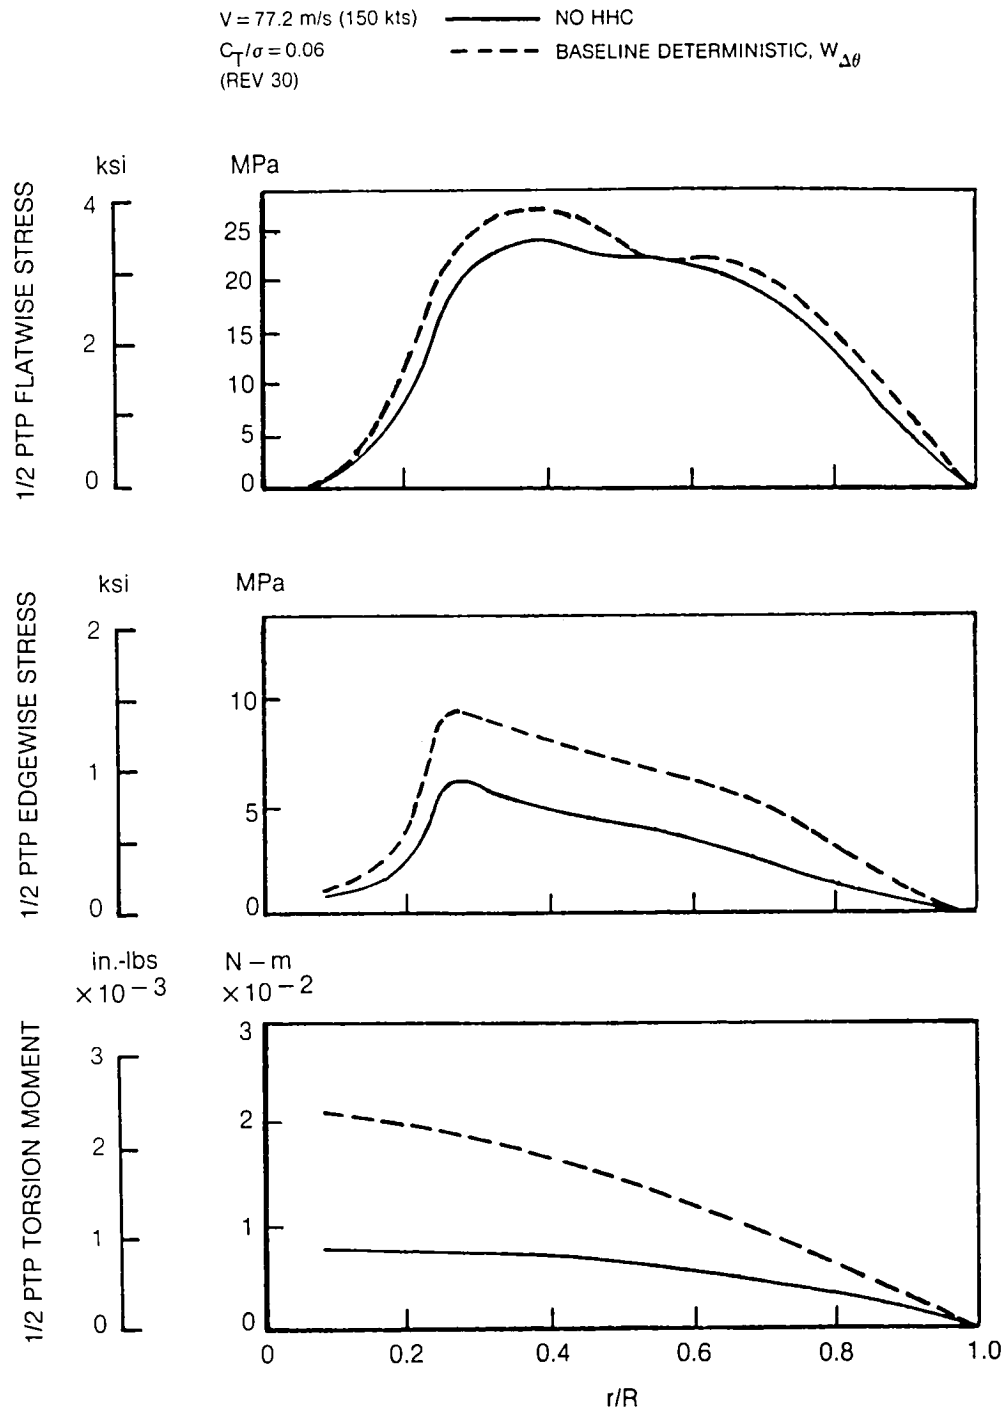 V = 77.2 m/s (150 kts) NO HHC
C_T/σ = 0.06 BASELINE DETERMINISTIC, W_Δθ
(REV 30)
ksi MPa
1/2 PTP FLATWISE STRESS
4
2
0
25
20
15
10
5
0
ksi MPa
1/2 PTP EDGEWISE STRESS
2
1
0
10
5
0
in.-lbs N – m
×10⁻³ ×10⁻²
1/2 PTP TORSION MOMENT
3
2
1
0
3
2
1
0
0 0.2 0.4 0.6 0.8 1.0
r/R